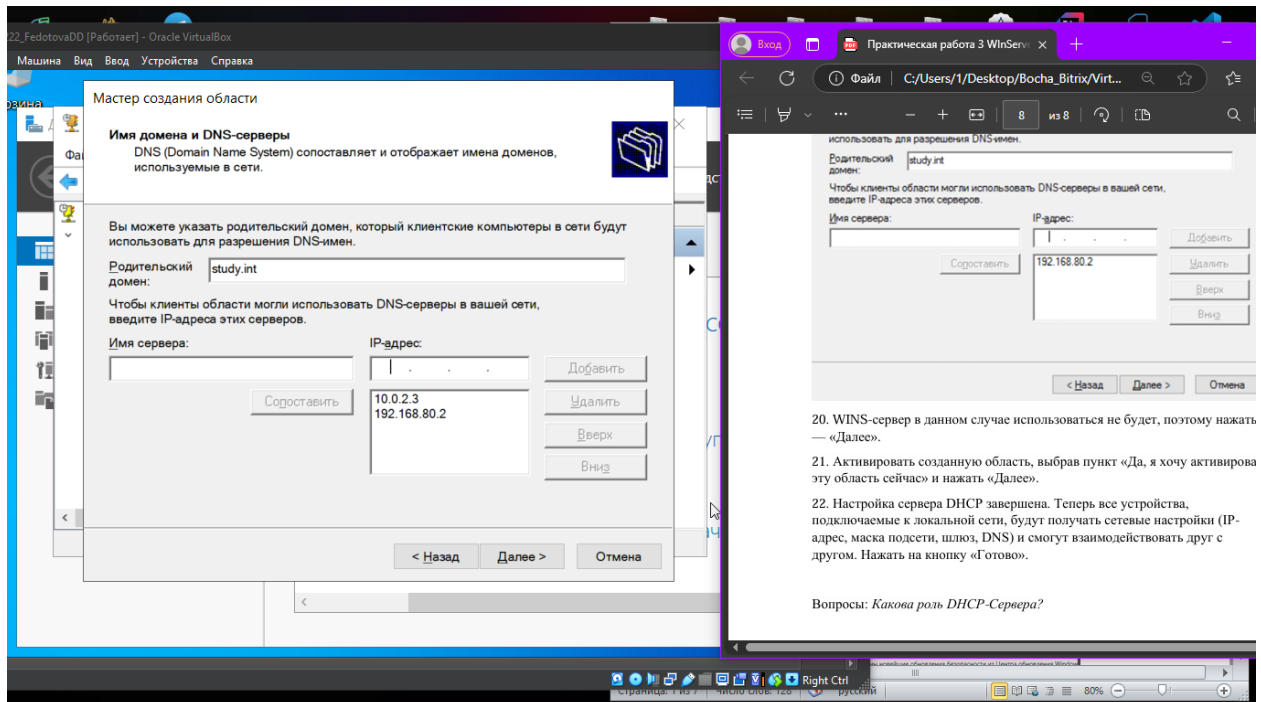 22_FedotovaDD [Работает] - Oracle VirtualBox
Машина Вид Ввод Устройства Справка
Мастер создания области
Имя домена и DNS-серверы
DNS (Domain Name System) сопоставляет и отображает имена доменов,
используемые в сети.
Вы можете указать родительский домен, который клиентские компьютеры в сети будут
использовать для разрешения DNS-имен.
Родительский домен:
study.int
Чтобы клиенты области могли использовать DNS-серверы в вашей сети,
введите IP-адреса этих серверов.
Имя сервера:
IP-адрес:
Добавить
Сопоставить
10.0.2.3
192.168.80.2
Удалить
Вверх
Вниз
< Назад
Далее >
Отмена
Right Ctrl
Вход
Практическая работа 3 WInServ
Файл
C:/Users/1/Desktop/Bocha_Bitrix/Virt...
8 из 8
использовать для разрешения DNS-имен.
Родительский домен:
study.int
Чтобы клиенты области могли использовать DNS-серверы в вашей сети,
введите IP-адреса этих серверов.
Имя сервера:
IP-адрес:
Добавить
Сопоставить
192.168.80.2
Удалить
Вверх
Вниз
< Назад
Далее >
Отмена
20. WINS-сервер в данном случае использоваться не будет, поэтому нажать
— «Далее».
21. Активировать созданную область, выбрав пункт «Да, я хочу активирова
эту область сейчас» и нажать «Далее».
22. Настройка сервера DHCP завершена. Теперь все устройства,
подключаемые к локальной сети, будут получать сетевые настройки (IP-
адрес, маска подсети, шлюз, DNS) и смогут взаимодействовать друг с
другом. Нажать на кнопку «Готово».
Вопросы: Какова роль DHCP-Сервера?
Страница: 1 из 7
Число слов: 128
русский
80%